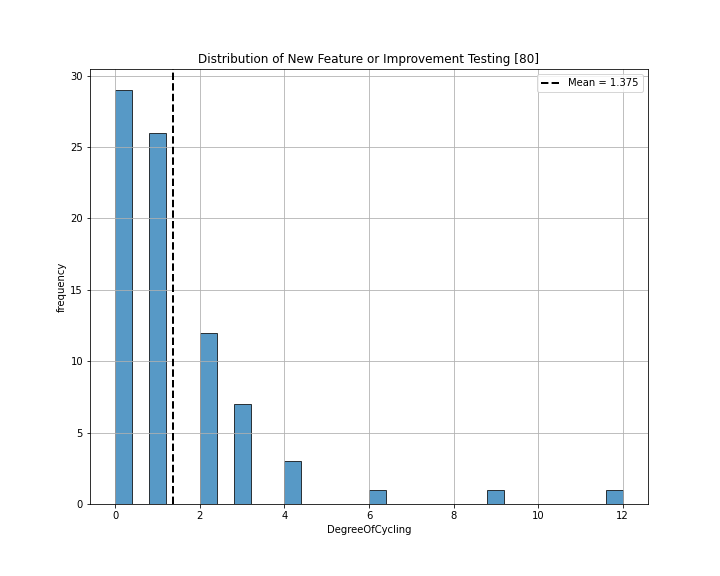 Distribution of New Feature or Improvement Testing [80]
Mean = 1.375
30
25
20
15
10
5
0
frequency
0 2 4 6 8 10 12
DegreeOfCycling